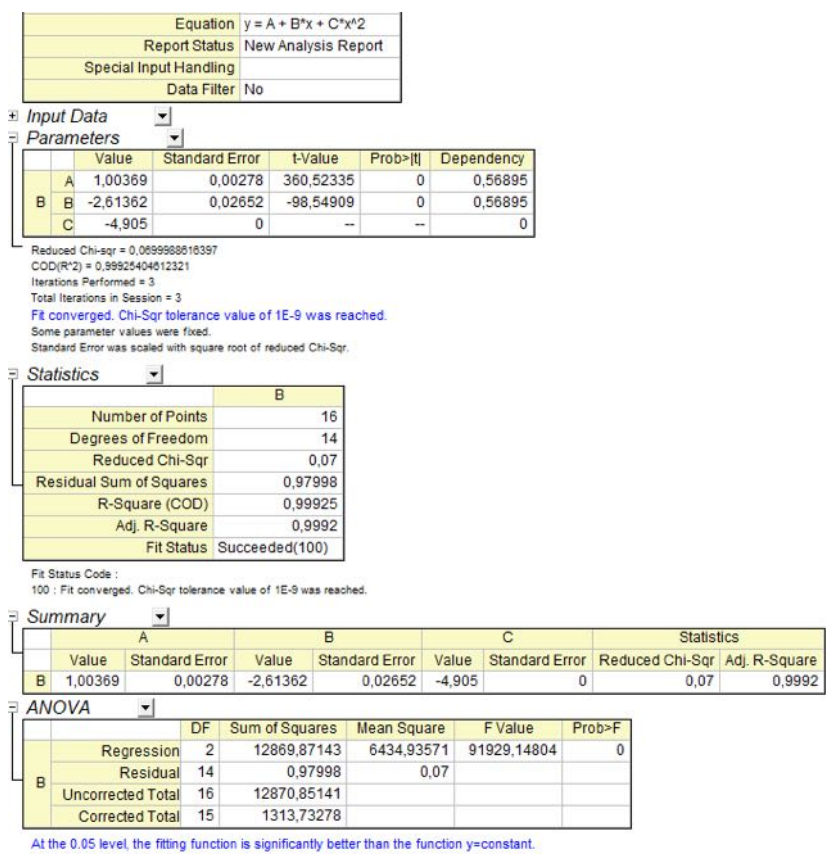 Equation y = A + B*x + C*x^2
Report Status New Analysis Report
Special Input Handling
Data Filter No
Input Data
Parameters
Value Standard Error t-Value Prob>|t| Dependency
A 1,00369 0,00278 360,52335 0 0,56895
B B -2,61362 0,02652 -98,54909 0 0,56895
C -4,905 0 -- -- 0
Reduced Chi-sqr = 0,0699988616397
COD(R^2) = 0,99925404612321
Iterations Performed = 3
Total Iterations in Session = 3
Fit converged. Chi-Sqr tolerance value of 1E-9 was reached.
Some parameter values were fixed.
Standard Error was scaled with square root of reduced Chi-Sqr.
Statistics
B
Number of Points 16
Degrees of Freedom 14
Reduced Chi-Sqr 0,07
Residual Sum of Squares 0,97998
R-Square (COD) 0,99925
Adj. R-Square 0,9992
Fit Status Succeeded(100)
Fit Status Code :
100 : Fit converged. Chi-Sqr tolerance value of 1E-9 was reached.
Summary
A B C Statistics
Value Standard Error Value Standard Error Value Standard Error Reduced Chi-Sqr Adj. R-Square
B 1,00369 0,00278 -2,61362 0,02652 -4,905 0 0,07 0,9992
ANOVA
DF Sum of Squares Mean Square F Value Prob>F
Regression 2 12869,87143 6434,93571 91929,14804 0
B Residual 14 0,97998 0,07
Uncorrected Total 16 12870,85141
Corrected Total 15 1313,73278
At the 0.05 level, the fitting function is significantly better than the function y=constant.